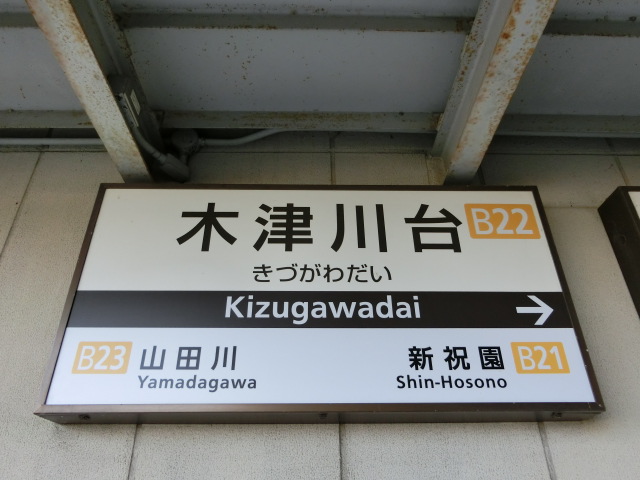 木津川台 B22
きづがわだい
Kizugawadai →
B23 山田川 新祝園 B21
Yamadagawa Shin-Hosono